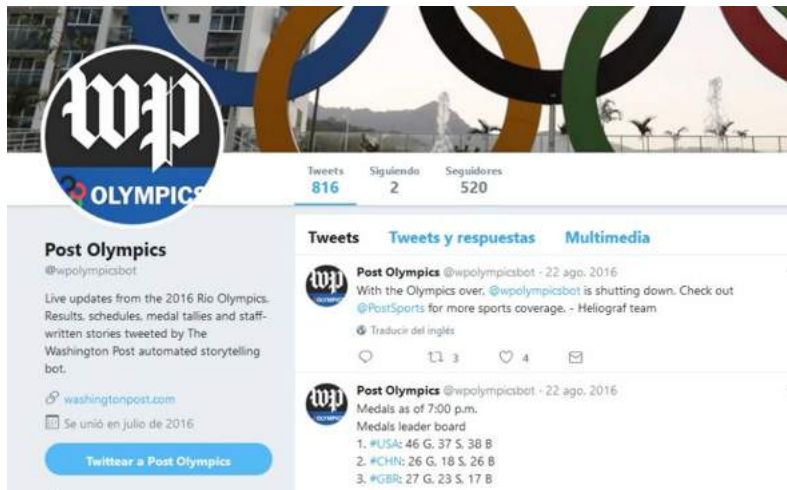 wp
OLYMPICS
Tweets Siguiendo Seguidores
816 2 520
Post Olympics
@wpolympicsbot
Live updates from the 2016 Rio Olympics.
Results, schedules, medal tallies and staff-
written stories tweeted by The
Washington Post automated storytelling
bot.
washingtonpost.com
Se unió en julio de 2016
Twittear a Post Olympics
Tweets Tweets y respuestas Multimedia
wp
Post Olympics @wpolympicsbot · 22 ago. 2016
With the Olympics over, @wpolympicsbot is shutting down. Check out
@PostSports for more sports coverage. - Heliograf team
Traducir del inglés
3 4
wp
Post Olympics @wpolympicsbot · 22 ago. 2016
Medals as of 7:00 p.m.
Medals leader board
1. #USA: 46 G, 37 S, 38 B
2. #CHN: 26 G, 18 S, 26 B
3. #GBR: 27 G, 23 S, 17 B